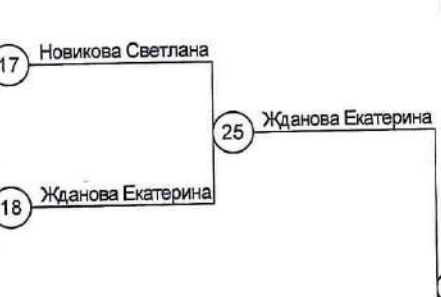 17 Новикова Светлана
25 Жданова Екатерина
18 Жданова Екатерина